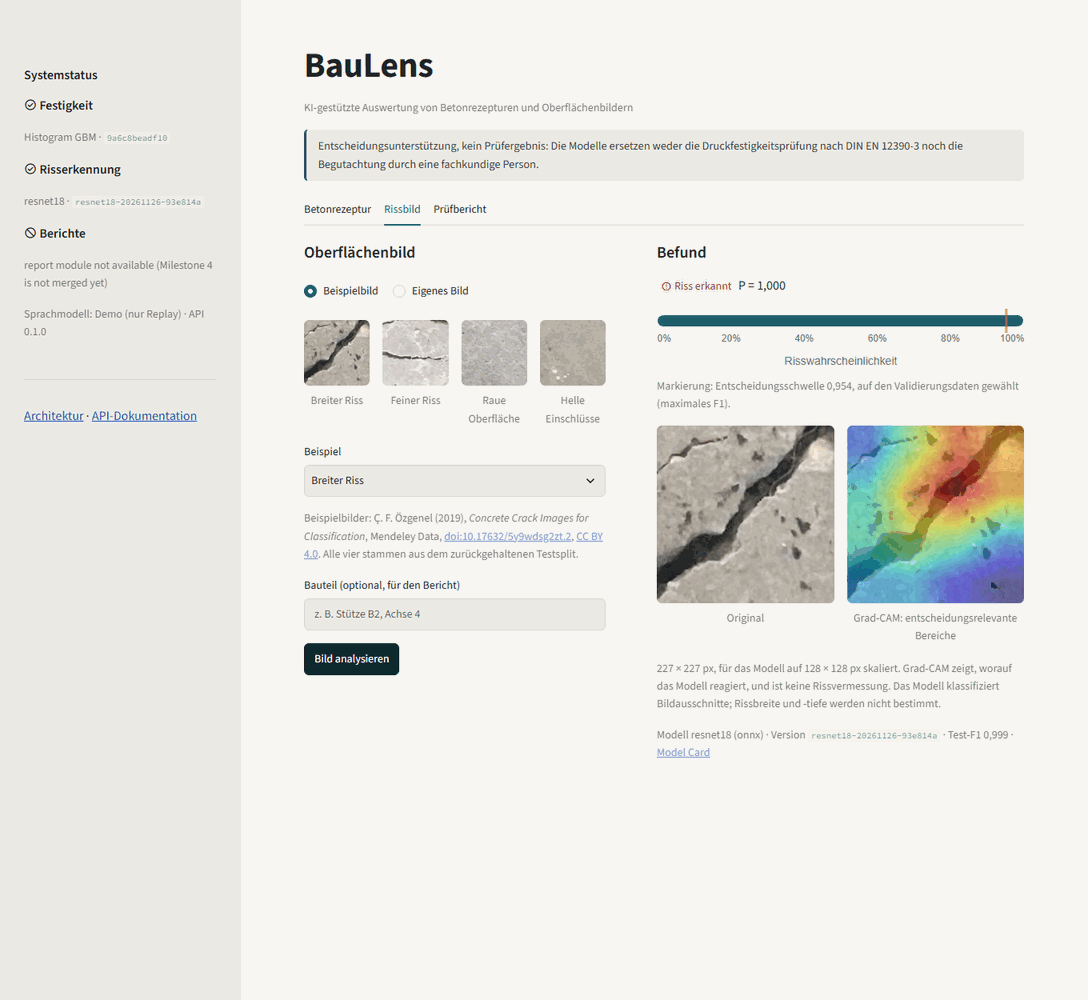 Systemstatus
Festigkeit
Histogram GBM · 9a6c8beadf10
Risserkennung
resnet18 · resnet18-20261126-93e814a
Berichte
report module not available (Milestone 4
is not merged yet)
Sprachmodell: Demo (nur Replay) · API
0.1.0
Architektur · API-Dokumentation
BauLens
KI-gestützte Auswertung von Betonrezepturen und Oberflächenbildern
Entscheidungsunterstützung, kein Prüfergebnis: Die Modelle ersetzen weder die Druckfestigkeitsprüfung nach DIN EN 12390-3 noch die
Begutachtung durch eine fachkundige Person.
Betonrezeptur Rissbild Prüfbericht
Oberflächenbild
Beispielbild Eigenes Bild
Breiter Riss
Feiner Riss
Raue
Oberfläche
Helle
Einschlüsse
Beispiel
Breiter Riss
Beispielbilder: Ç. F. Özgenel (2019), Concrete Crack Images for
Classification, Mendeley Data, doi:10.17632/5y9wdsg2zt.2, CC BY
4.0. Alle vier stammen aus dem zurückgehaltenen Testsplit.
Bauteil (optional, für den Bericht)
z. B. Stütze B2, Achse 4
Bild analysieren
Befund
Riss erkannt P = 1,000
0% 20% 40% 60% 80% 100%
Risswahrscheinlichkeit
Markierung: Entscheidungsschwelle 0,954, auf den Validierungsdaten gewählt
(maximales F1).
Original
Grad-CAM: entscheidungsrelevante
Bereiche
227 × 227 px, für das Modell auf 128 × 128 px skaliert. Grad-CAM zeigt, worauf
das Modell reagiert, und ist keine Rissvermessung. Das Modell klassifiziert
Bildausschnitte; Rissbreite und -tiefe werden nicht bestimmt.
Modell resnet18 (onnx) · Version resnet18-20261126-93e814a · Test-F1 0,999 ·
Model Card